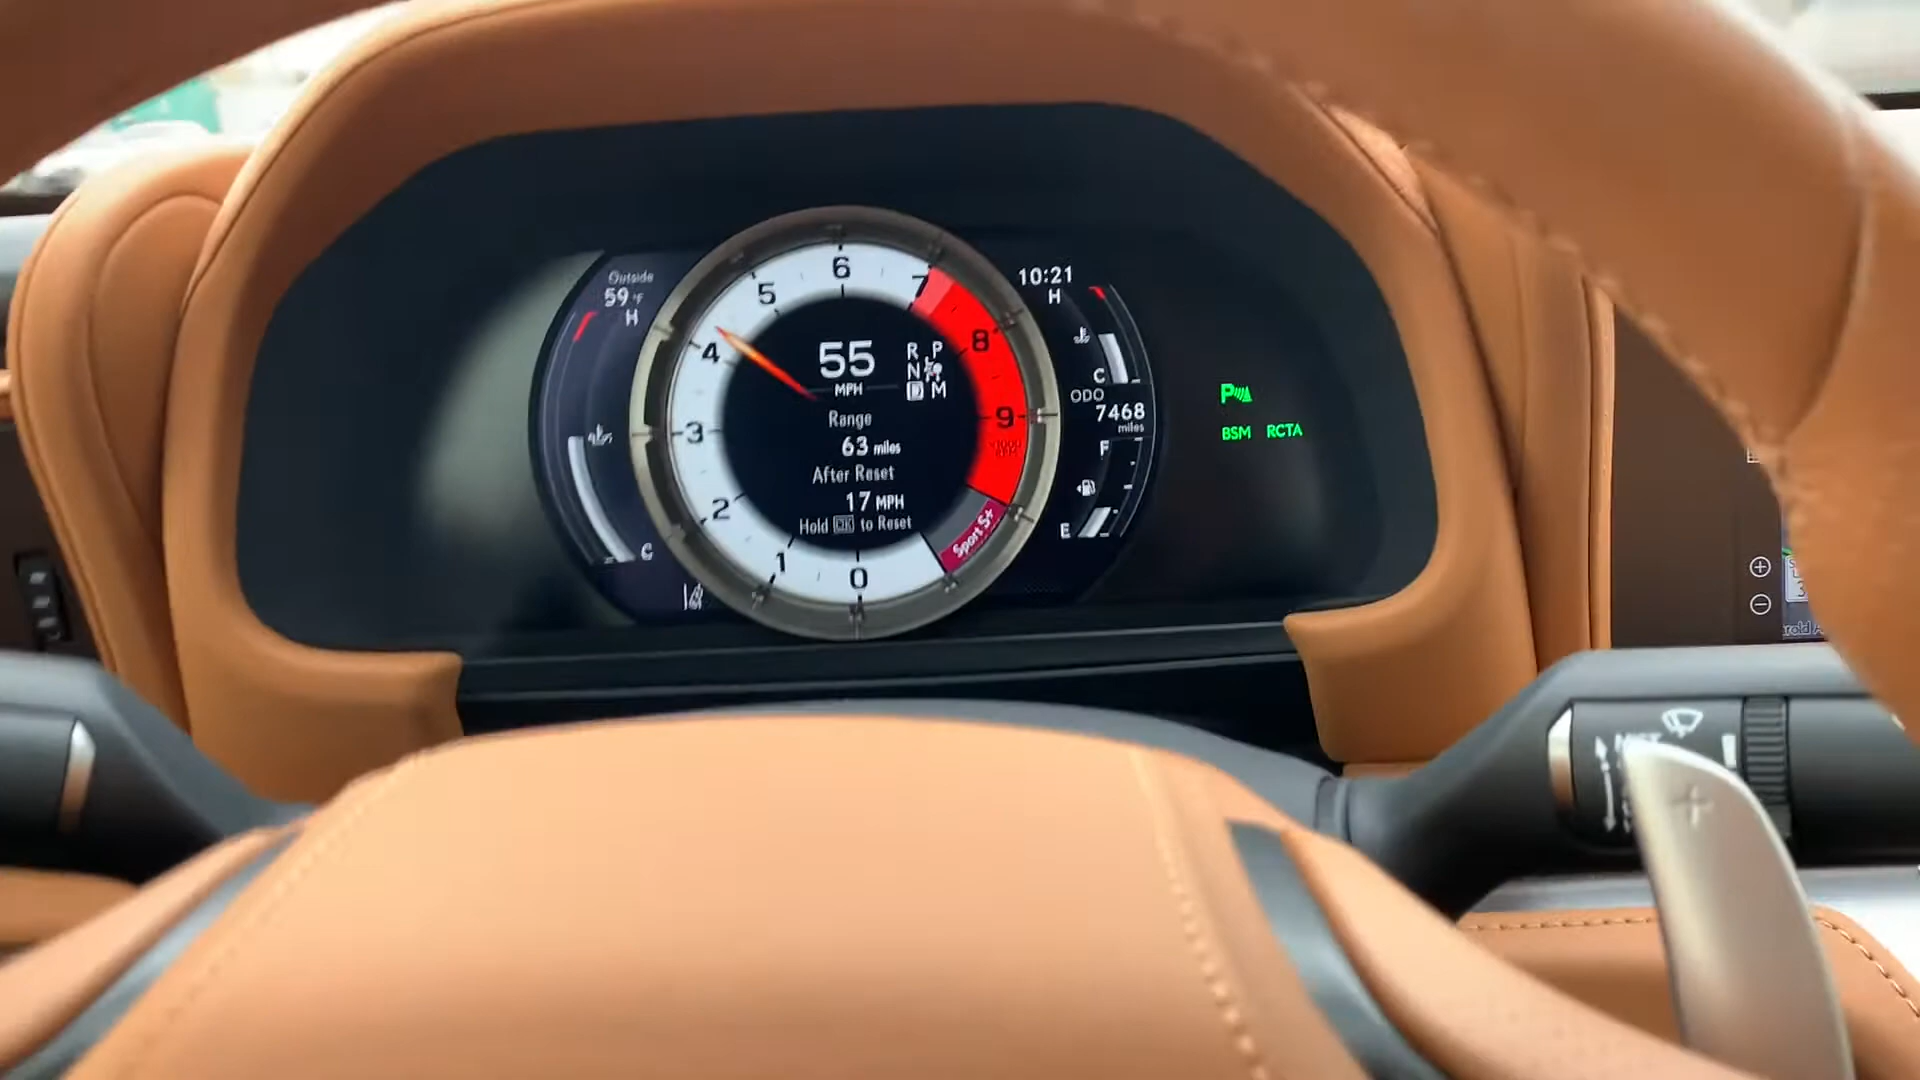 Outside
59 °F
H
C
6
5
7
4
8
3
9
2
1
0
55
MPH
R P
N
D M
Range
63 miles
After Reset
17 MPH
Hold OK to Reset
Sport S+
10:21
H
C
ODO
7468
miles
F
E
P
BSM RCTA